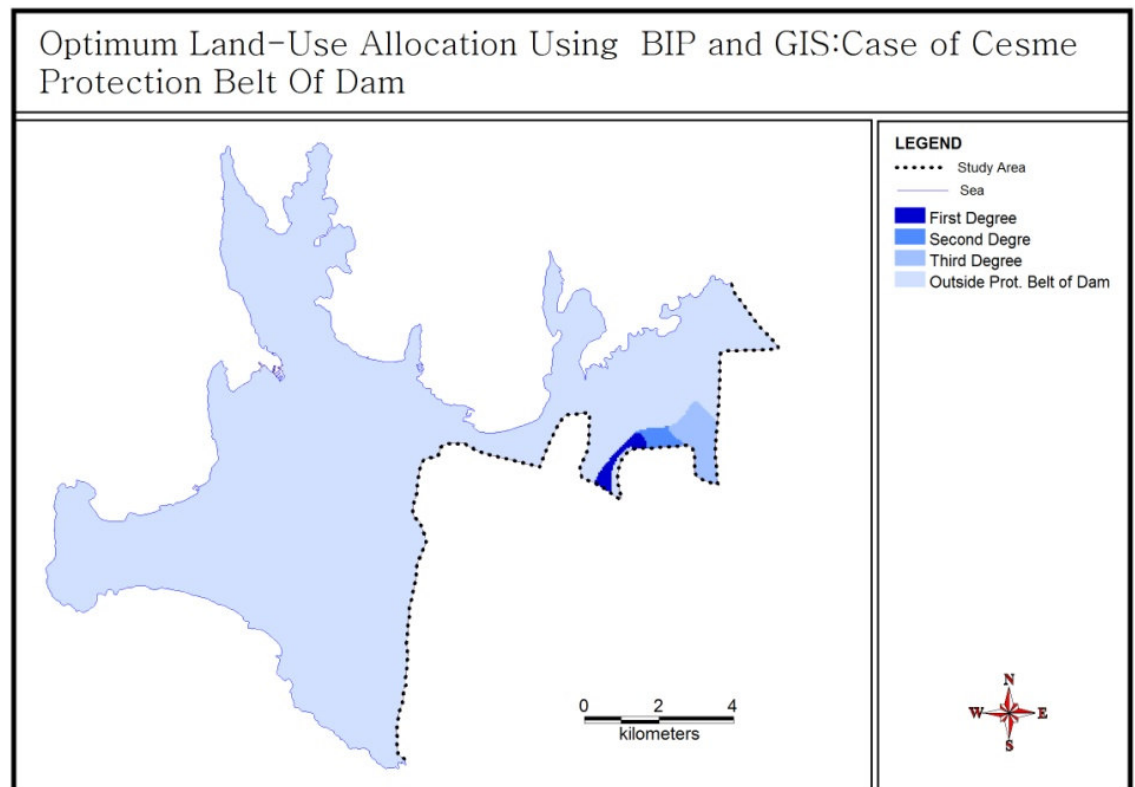 Optimum Land-Use Allocation Using BIP and GIS:Case of Cesme
Protection Belt Of Dam
LEGEND
Study Area
Sea
First Degree
Second Degre
Third Degree
Outside Prot. Belt of Dam
0 2 4
kilometers
N
W E
S